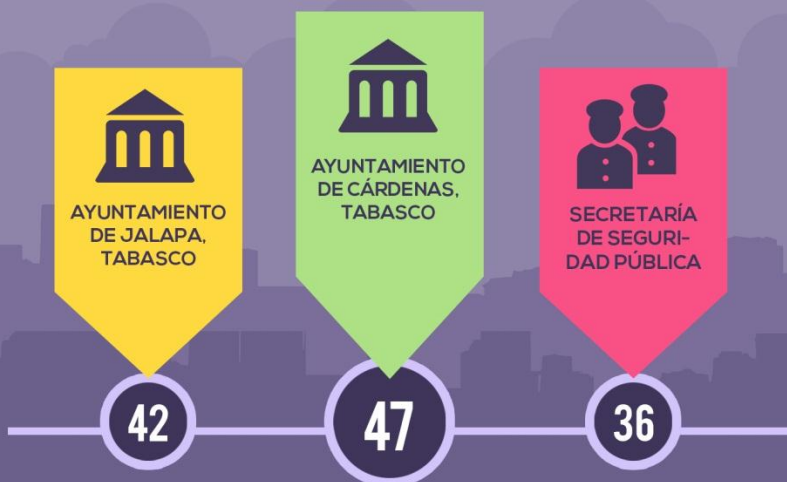 AYUNTAMIENTO
DE JALAPA,
TABASCO
AYUNTAMIENTO
DE CÁRDENAS,
TABASCO
SECRETARÍA
DE SEGURI-
DAD PÚBLICA
42
47
36